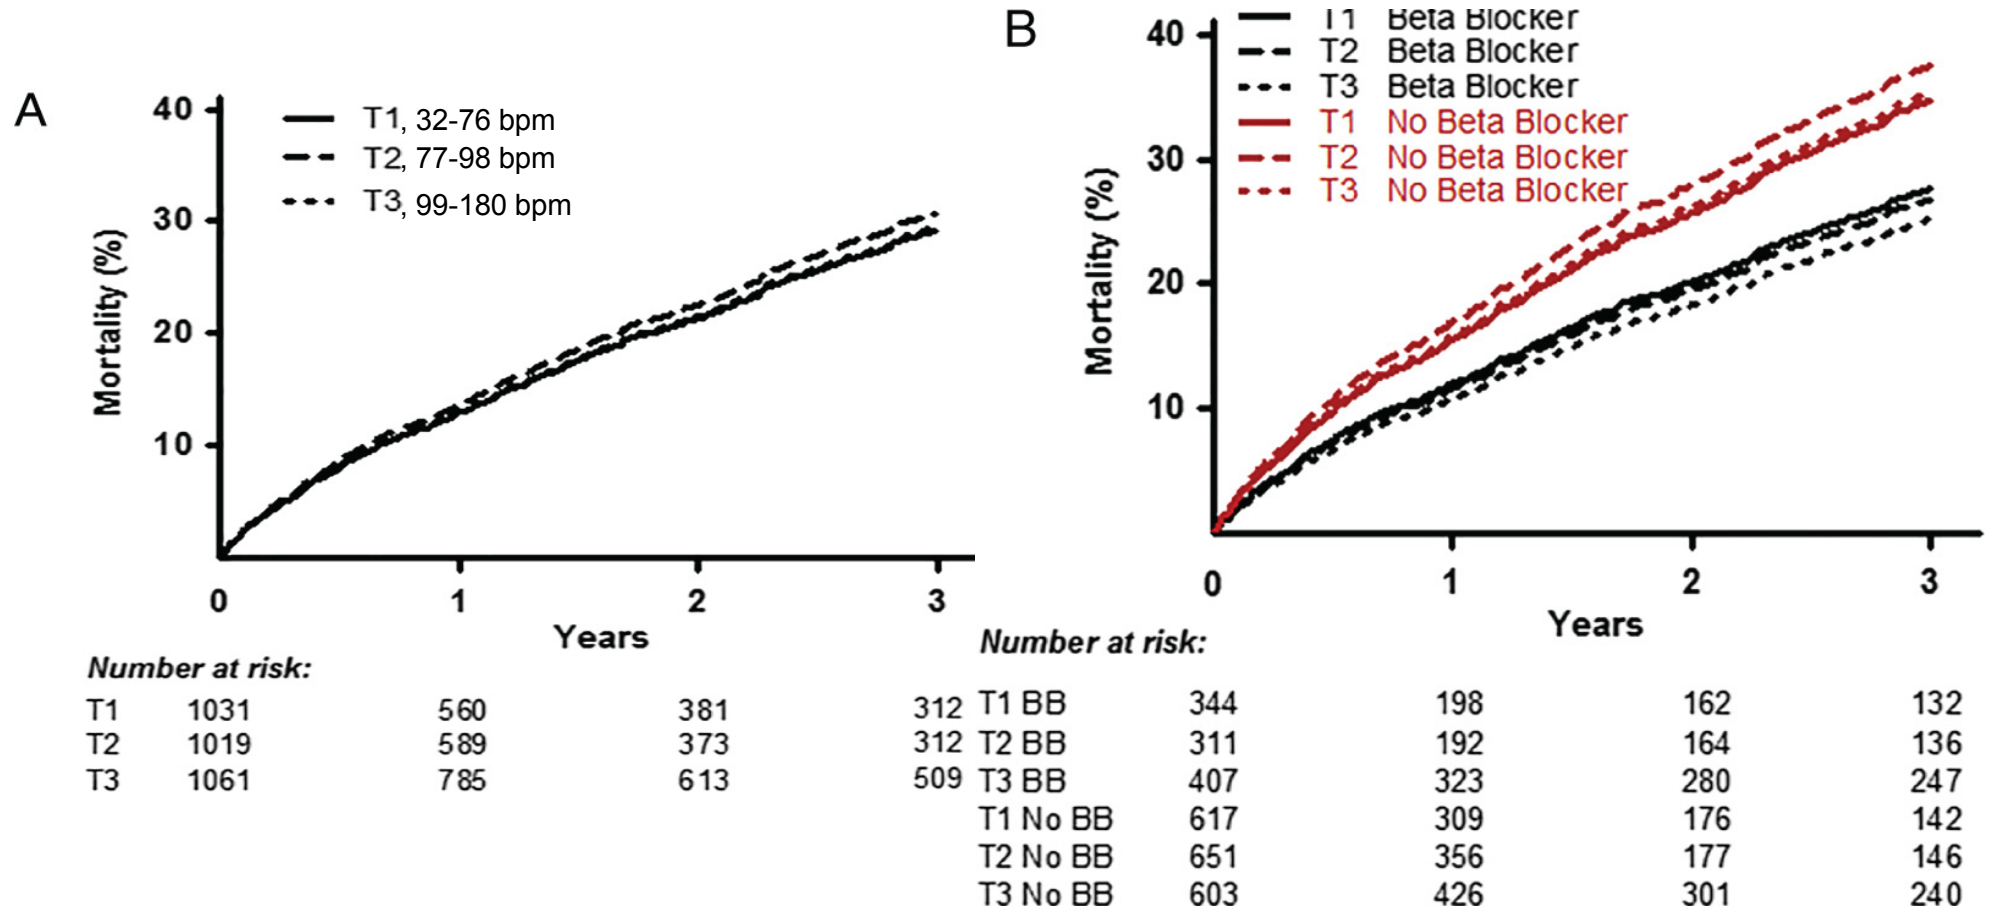 A
40
30
20
10
Mortality (%)
T1, 32-76 bpm
T2, 77-98 bpm
T3, 99-180 bpm
0 1 2 3
Years
Number at risk:
T1 1031 560 381 312
T2 1019 589 373 312
T3 1061 785 613 509
B
40
30
20
10
Mortality (%)
T1 Beta Blocker
T2 Beta Blocker
T3 Beta Blocker
T1 No Beta Blocker
T2 No Beta Blocker
T3 No Beta Blocker
0 1 2 3
Years
Number at risk:
T1 BB 344 198 162 132
T2 BB 311 192 164 136
T3 BB 407 323 280 247
T1 No BB 617 309 176 142
T2 No BB 651 356 177 146
T3 No BB 603 426 301 240